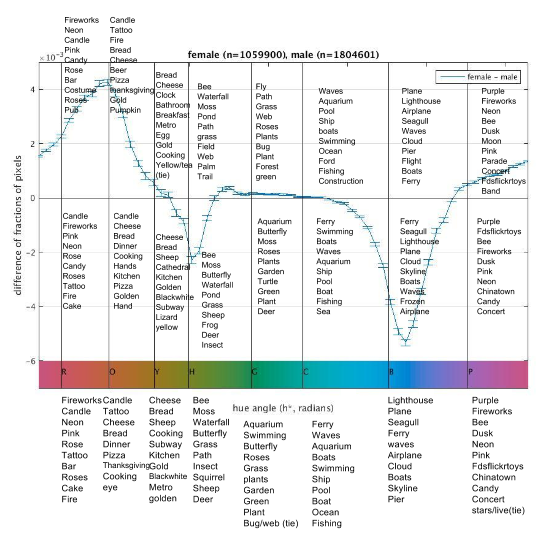 Fireworks
Neon
Candle
Pink
Candy
Rose
Bar
Costume
Roses
Pub
Candle
Tattoo
Fire
Bread
Cheese
Beer
Pizza
Thanksgiving
Gold
Pumpkin
female (n=1059900), male (n=1804601)
×10⁻³
female − male
Bread
Cheese
Clock
Bathroom
Breakfast
Metro
Egg
Gold
Cooking
Yellow/tea
(tie)
Bee
Waterfall
Moss
Pond
Path
grass
Field
Web
Palm
Trail
Fly
Path
Grass
Web
Roses
Plants
Bug
Plant
Forest
green
Waves
Aquarium
Pool
Ship
boats
Swimming
Ocean
Ford
Fishing
Construction
Plane
Lighthouse
Airplane
Seagull
Waves
Cloud
Pier
Flight
Boats
Ferry
Purple
Fireworks
Neon
Bee
Dusk
Moon
Pink
Parade
Concert
Fdsflickrtoys
Band
difference of fractions of pixels
4
2
0
−2
−4
−6
Candle
Fireworks
Pink
Neon
Rose
Candy
Roses
Tattoo
Fire
Cake
Candle
Bread
Dinner
Cooking
Hands
Kitchen
Pizza
Golden
Hand
Cheese
Bread
Sheep
Cathedral
Kitchen
Golden
Blackwhite
Subway
Lizard
yellow
Bee
Moss
Butterfly
Waterfall
Pond
Grass
Sheep
Frog
Deer
Insect
Aquarium
Butterfly
Moss
Roses
Plants
Garden
Turtle
Green
Plant
Deer
Ferry
Swimming
Boats
Waves
Aquarium
Ship
Pool
Boat
Fishing
Sea
Ferry
Seagull
Lighthouse
Plane
Cloud
Skyline
Boats
Waves
Frozen
Airplane
Purple
Fdsflickrtoys
Bee
Fireworks
Dusk
Pink
Neon
Chinatown
Candy
Concert
R O Y H G C B P
hue angle (h*, radians)
Fireworks
Candle
Neon
Pink
Rose
Tattoo
Bar
Roses
Cake
Fire
Candle
Tattoo
Cheese
Bread
Dinner
Pizza
Thanksgiving
Cooking
eye
Cheese
Bread
Sheep
Cooking
Subway
Kitchen
Gold
Blackwhite
Metro
golden
Bee
Moss
Waterfall
Butterfly
Grass
Path
Insect
Squirrel
Sheep
Deer
Aquarium
Swimming
Butterfly
Roses
Grass
plants
Garden
Green
Plant
Bug/web (tie)
Ferry
Waves
Aquarium
Boats
Swimming
Ship
Pool
Boat
Ocean
Fishing
Lighthouse
Plane
Seagull
Ferry
waves
Airplane
Cloud
Boats
Skyline
Pier
Purple
Fireworks
Bee
Dusk
Neon
Pink
Fdsflickrtoys
Chinatown
Candy
Concert
stars/live(tie)